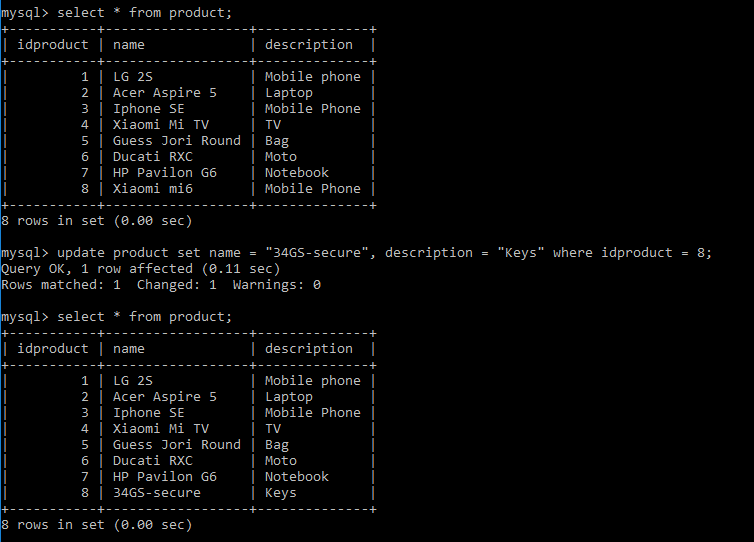 mysql> select * from product;
+-----------+------------------+--------------+
| idproduct | name             | description  |
+-----------+------------------+--------------+
|         1 | LG 2S            | Mobile phone |
|         2 | Acer Aspire 5    | Laptop       |
|         3 | Iphone SE        | Mobile Phone |
|         4 | Xiaomi Mi TV     | TV           |
|         5 | Guess Jori Round | Bag          |
|         6 | Ducati RXC       | Moto         |
|         7 | HP Pavilon G6    | Notebook     |
|         8 | Xiaomi mi6       | Mobile Phone |
+-----------+------------------+--------------+
8 rows in set (0.00 sec)

mysql> update product set name = "34GS-secure", description = "Keys" where idproduct = 8;
Query OK, 1 row affected (0.11 sec)
Rows matched: 1  Changed: 1  Warnings: 0

mysql> select * from product;
+-----------+------------------+--------------+
| idproduct | name             | description  |
+-----------+------------------+--------------+
|         1 | LG 2S            | Mobile phone |
|         2 | Acer Aspire 5    | Laptop       |
|         3 | Iphone SE        | Mobile Phone |
|         4 | Xiaomi Mi TV     | TV           |
|         5 | Guess Jori Round | Bag          |
|         6 | Ducati RXC       | Moto         |
|         7 | HP Pavilon G6    | Notebook     |
|         8 | 34GS-secure      | Keys         |
+-----------+------------------+--------------+
8 rows in set (0.00 sec)